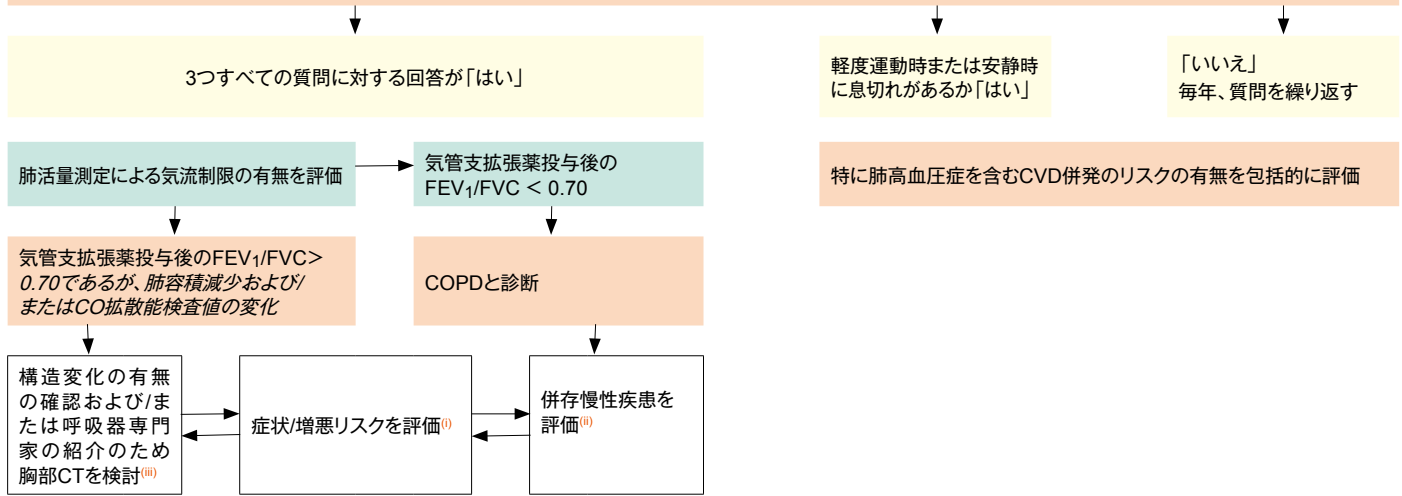 3つすべての質問に対する回答が「はい」
軽度運動時または安静時
に息切れがあるか「はい」
「いいえ」
毎年、質問を繰り返す
肺活量測定による気流制限の有無を評価
気管支拡張薬投与後の
FEV1/FVC < 0.70
特に肺高血圧症を含むCVD併発のリスクの有無を包括的に評価
気管支拡張薬投与後のFEV1/FVC>
0.70であるが、肺容積減少および/
またはCO拡散能検査値の変化
COPDと診断
構造変化の有無
の確認および/ま
たは呼吸器専門
家の紹介のため
胸部CTを検討(iii)
症状/増悪リスクを評価(i)
併存慢性疾患を
評価(ii)